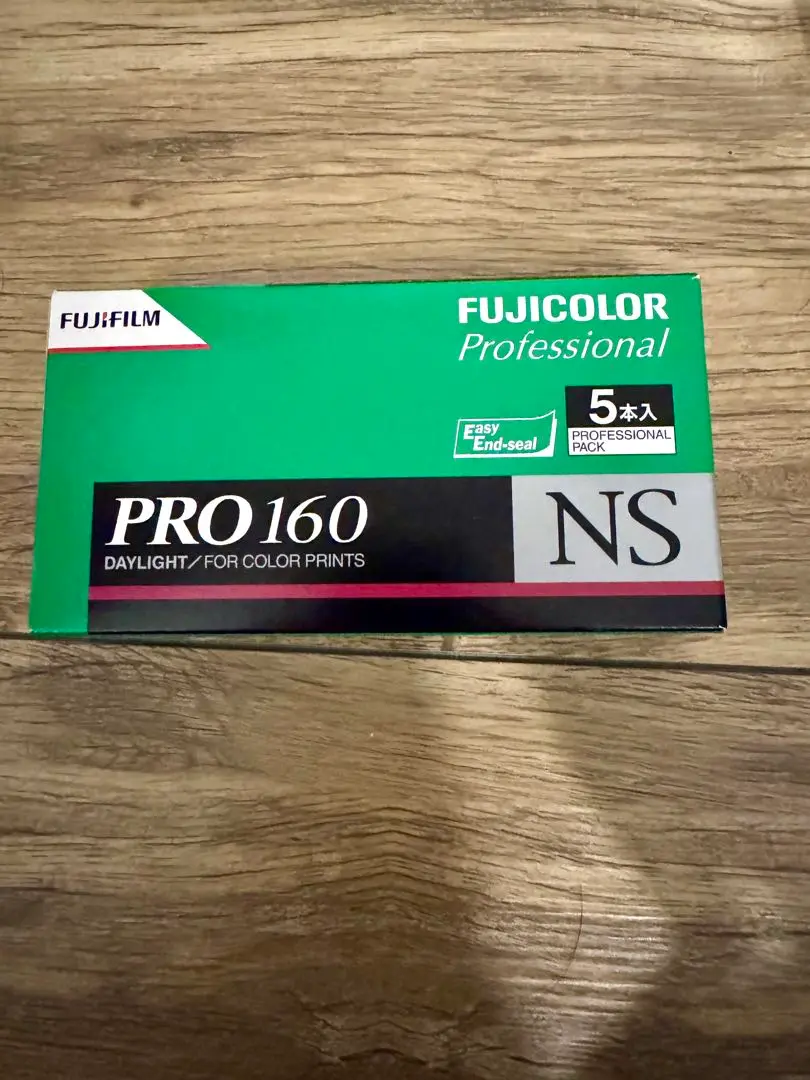 FUJIFILM
FUJICOLOR
Professional
Easy
End-seal
5本入
PROFESSIONAL
PACK
PRO 160
DAYLIGHT/FOR COLOR PRINTS
NS